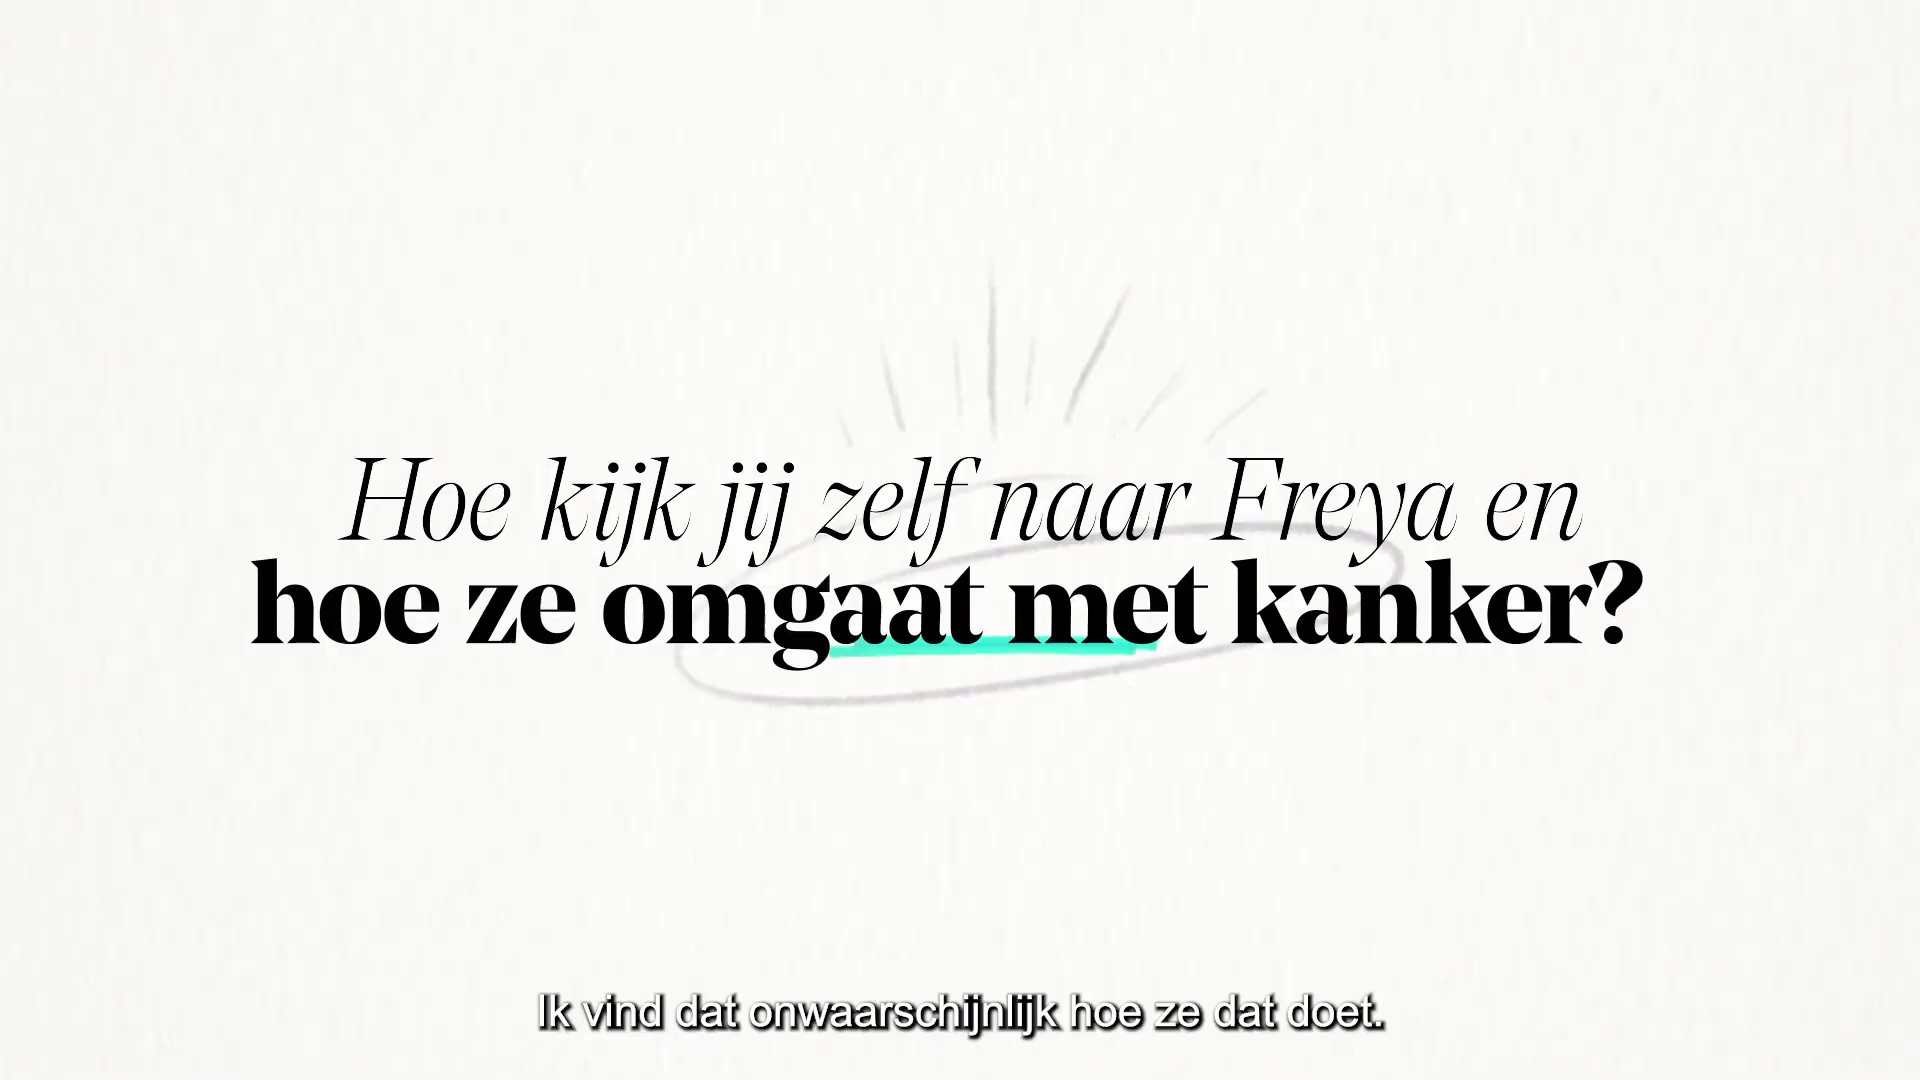 Hoe kijk jij zelf naar Freya en
hoe ze omgaat met kanker?
Ik vind dat onwaarschijnlijk hoe ze dat doet.